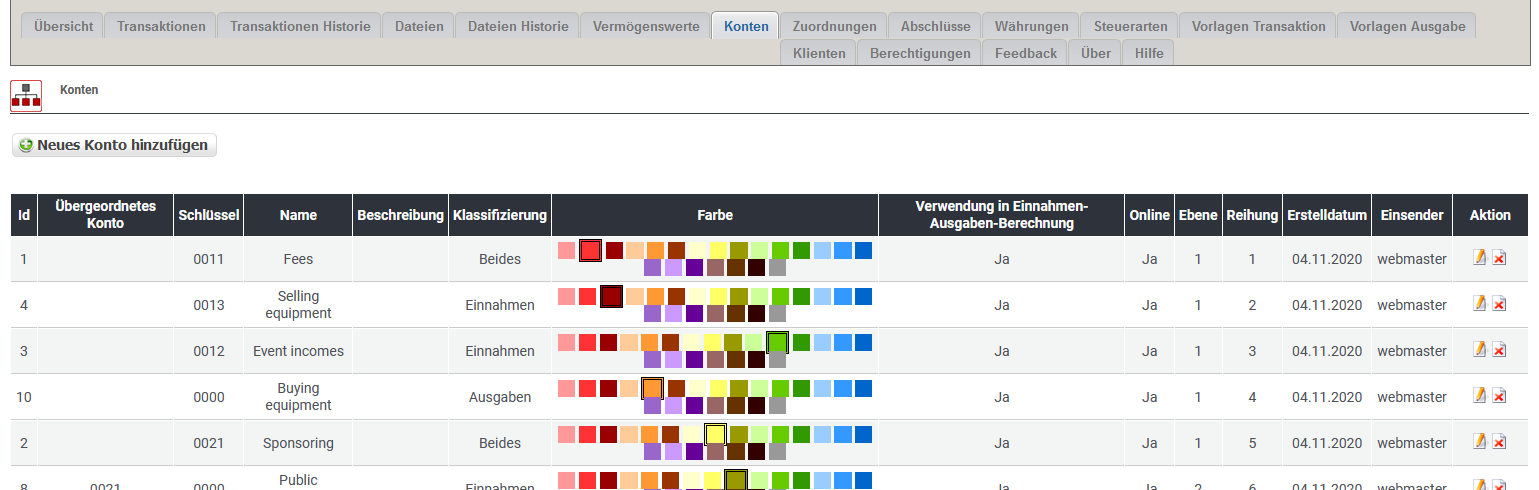 Übersicht Transaktionen Transaktionen Historie Dateien Dateien Historie Vermögenswerte Konten Zuordnungen Abschlüsse Währungen Steuerarten Vorlagen Transaktion Vorlagen Ausgabe
Klienten Berechtigungen Feedback Über Hilfe
Konten
Neues Konto hinzufügen
Id Übergeordnetes Konto Schlüssel Name Beschreibung Klassifizierung Farbe Verwendung in Einnahmen-Ausgaben-Berechnung Online Ebene Reihung Erstelldatum Einsender Aktion
1 0011 Fees Beides Ja Ja 1 1 04.11.2020 webmaster
4 0013 Selling equipment Einnahmen Ja Ja 1 2 04.11.2020 webmaster
3 0012 Event incomes Einnahmen Ja Ja 1 3 04.11.2020 webmaster
10 0000 Buying equipment Ausgaben Ja Ja 1 4 04.11.2020 webmaster
2 0021 Sponsoring Beides Ja Ja 1 5 04.11.2020 webmaster
8 0021 0000 Public Einnahmen Ja Ja 2 6 04.11.2020 webmaster